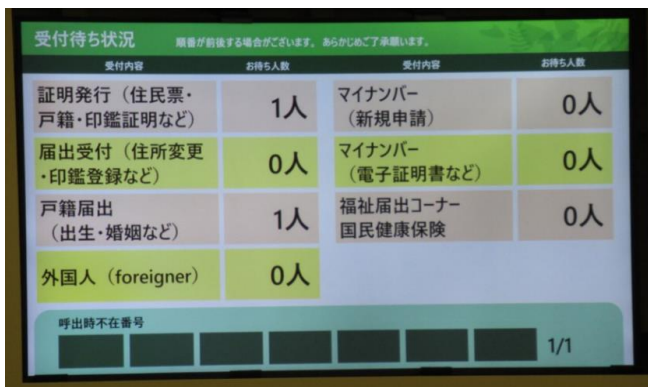 受付待ち状況
順番が前後する場合がございます。あらかじめご了承願います。
受付内容 お待ち人数 受付内容 お待ち人数
証明発行（住民票・
戸籍・印鑑証明など）
1人
マイナンバー
（新規申請）
0人
届出受付（住所変更
・印鑑登録など）
0人
マイナンバー
（電子証明書など）
0人
戸籍届出
（出生・婚姻など）
1人
福祉届出コーナー
国民健康保険
0人
外国人（foreigner）
0人
呼出時不在番号
1/1